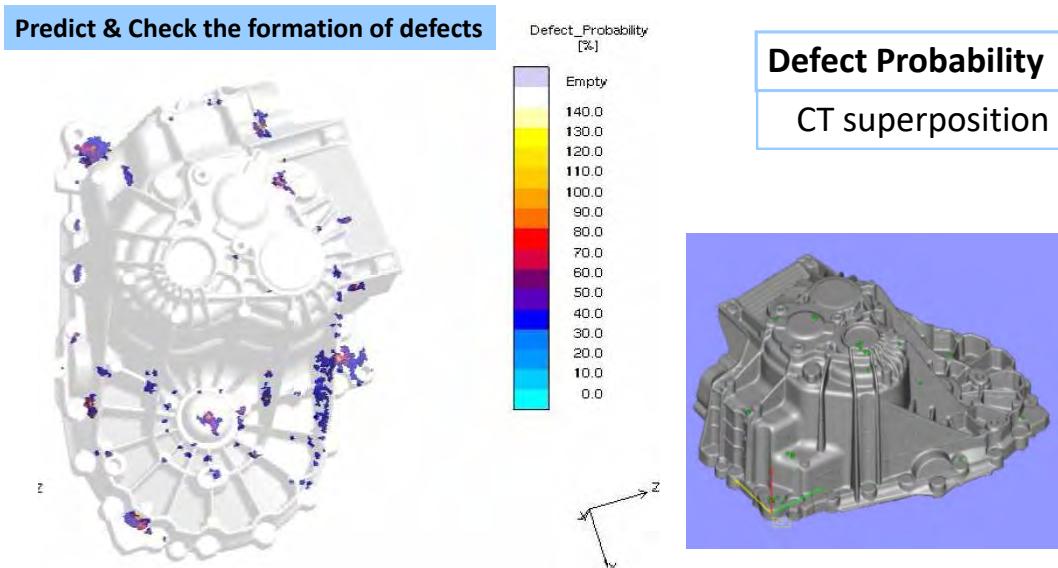 Predict & Check the formation of defects
Defect_Probability
[%]
Empty
140.0
130.0
120.0
110.0
100.0
90.0
80.0
70.0
60.0
50.0
40.0
30.0
20.0
10.0
0.0
Defect Probability
CT superposition
Z
Z